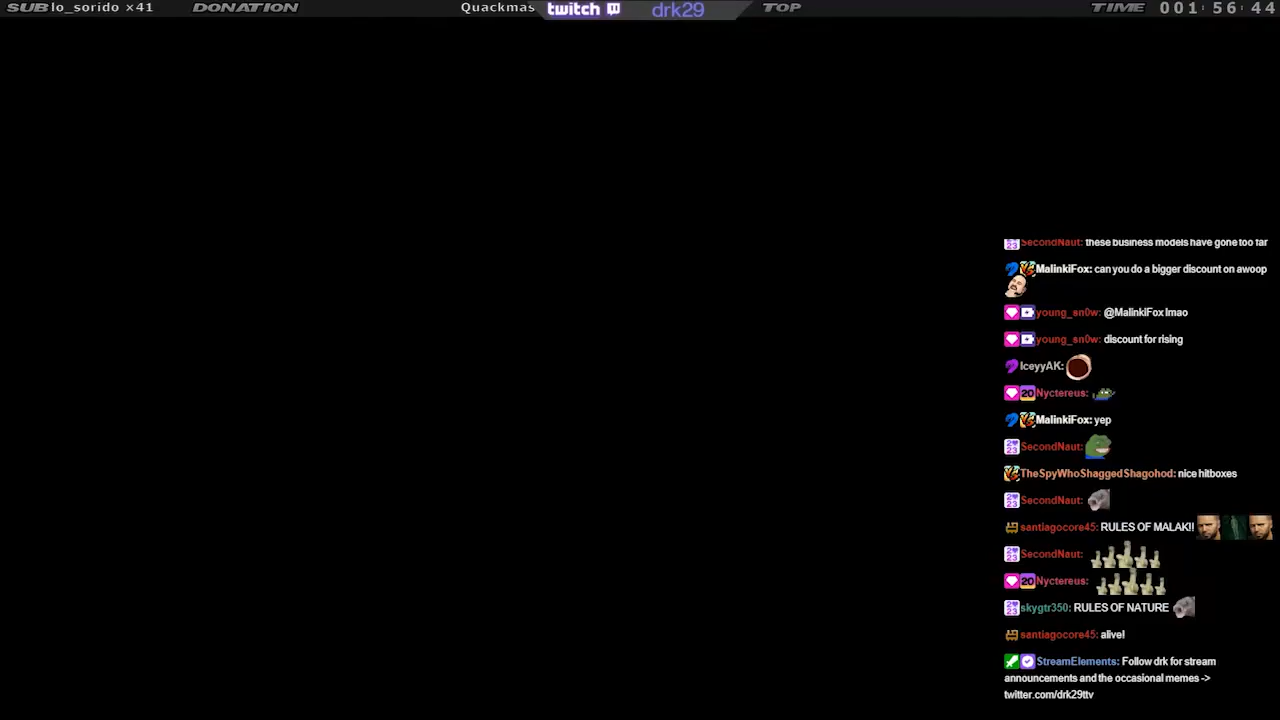 SUB lo_sorido ×41 DONATION Quackmas twitch drk29 TOP TIME 001:56:44
SecondNaut: these business models have gone too far
MalinkiFox: can you do a bigger discount on awoop
young_sn0w: @MalinkiFox lmao
young_sn0w: discount for rising
IceyyAK:
20 Nyctereus:
MalinkiFox: yep
SecondNaut:
TheSpyWhoShaggedShagohod: nice hitboxes
SecondNaut:
santiagocore45: RULES OF MALAK!!
SecondNaut:
20 Nyctereus:
skygtr350: RULES OF NATURE
santiagocore45: alive!
StreamElements: Follow drk for stream
announcements and the occasional memes ->
twitter.com/drk29ttv